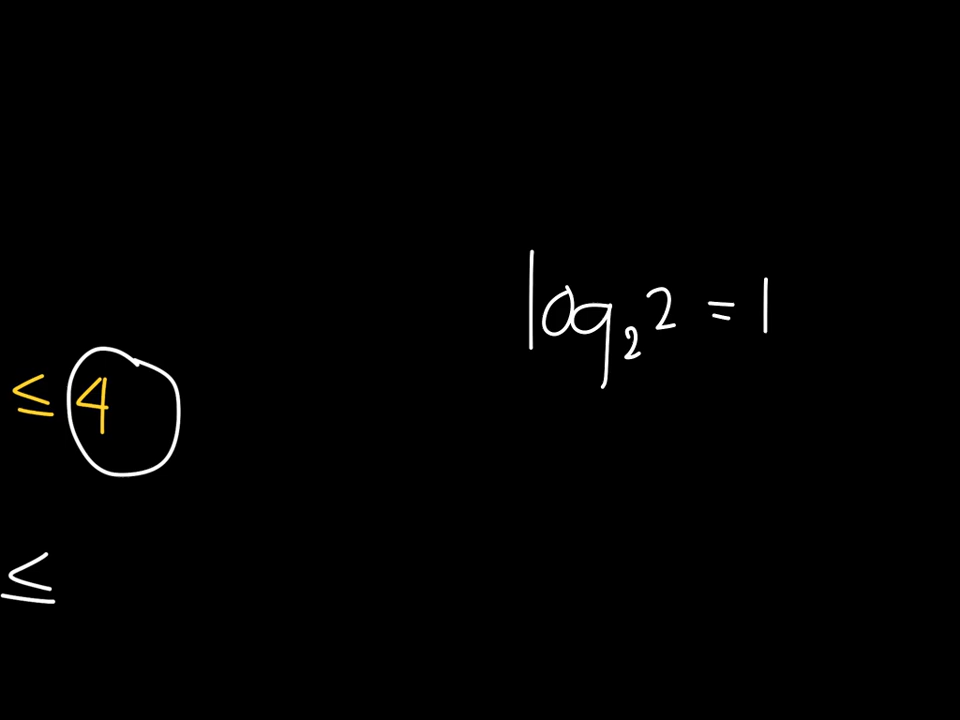 log₂2 = 1
≤ 4
≤